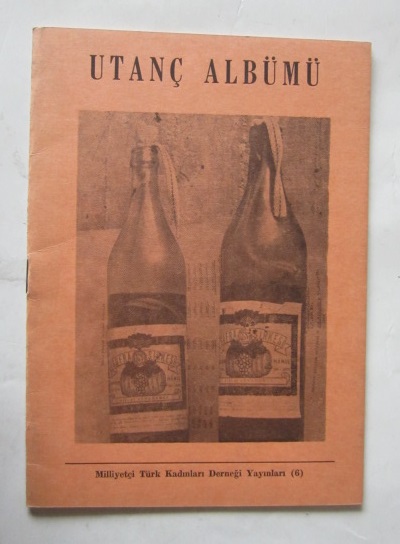 UTANÇ ALBÜMÜ
Milliyetçi Türk Kadınları Derneği Yayınları (6)